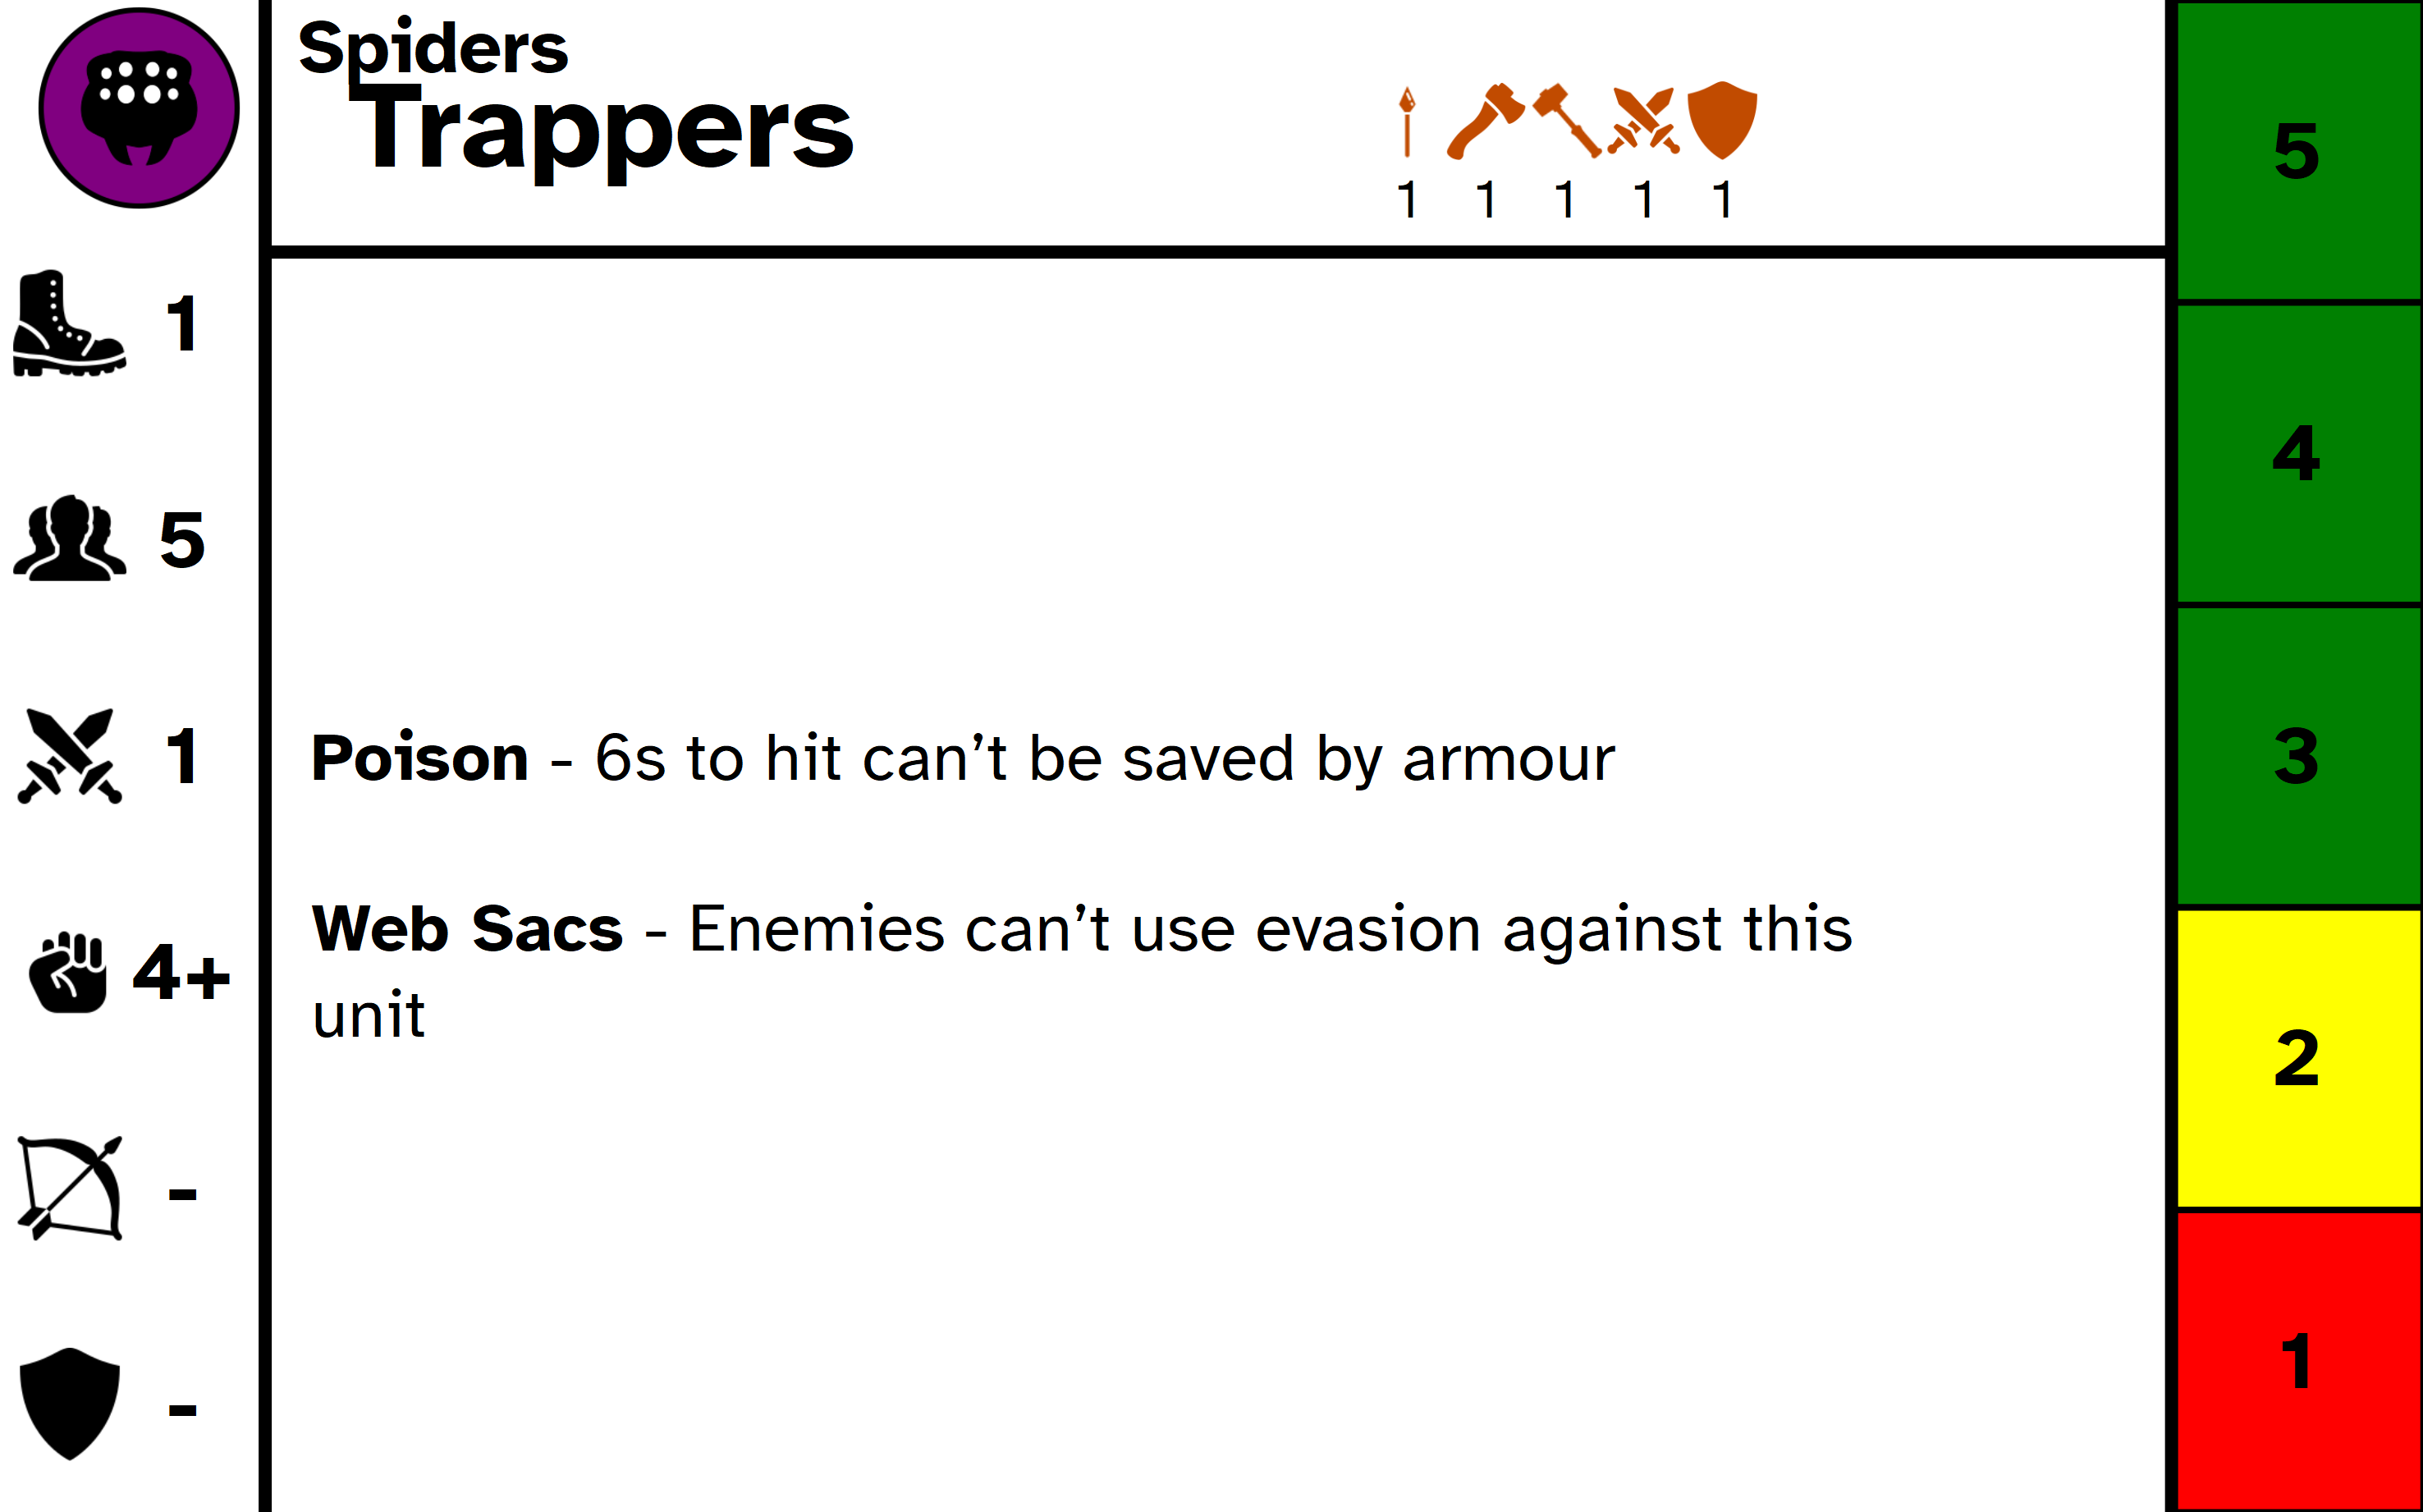 Spiders
Trappers
1 1 1 1 1
1
5
1
4+
-
-
Poison - 6s to hit can’t be saved by armour
Web Sacs - Enemies can’t use evasion against this
unit
5
4
3
2
1